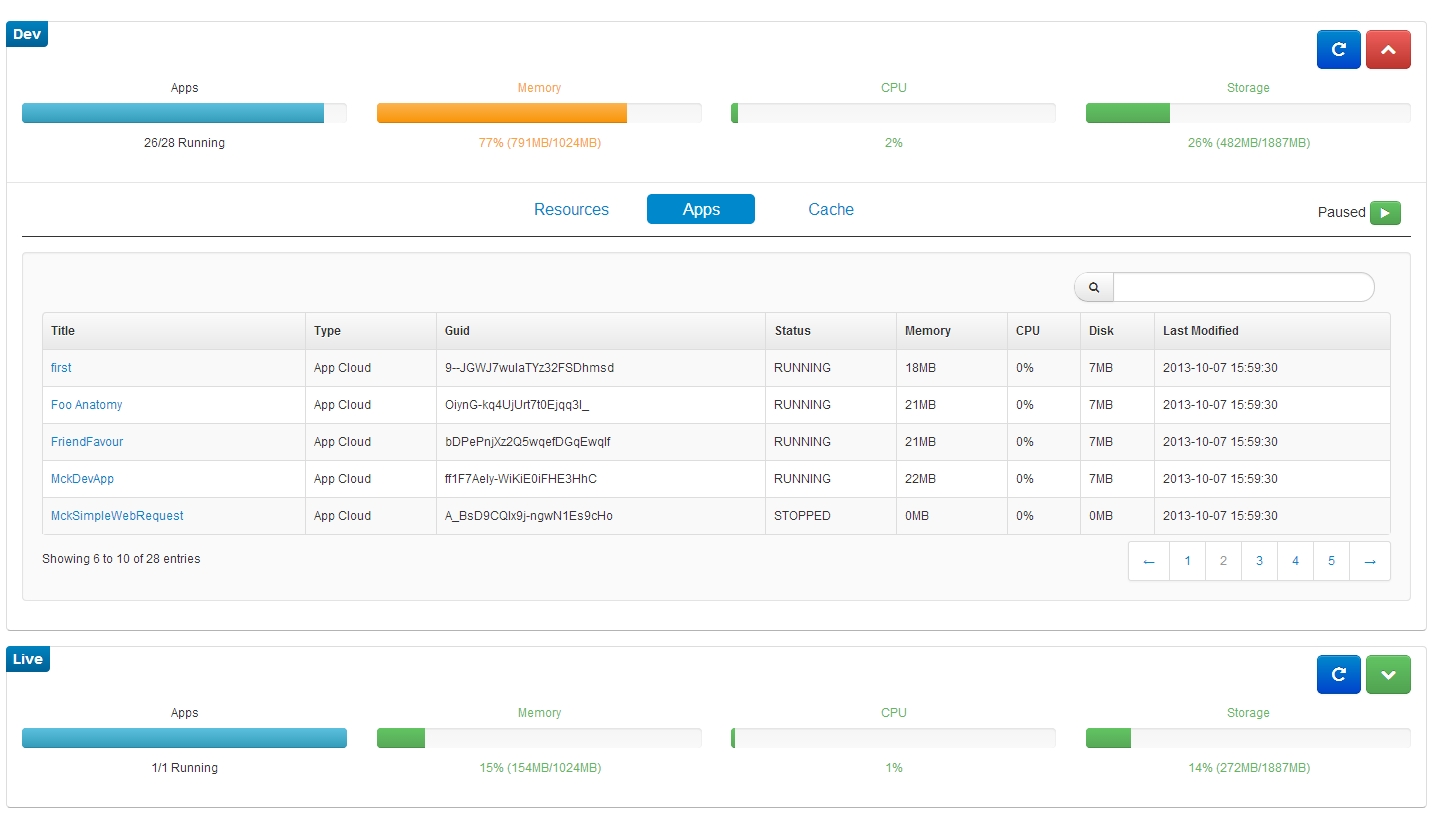 Dev
Apps Memory CPU Storage
26/28 Running 77% (791MB/1024MB) 2% 26% (482MB/1887MB)
Resources Apps Cache Paused
Title Type Guid Status Memory CPU Disk Last Modified
first App Cloud 9--JGWJ7wulaTYz32FSDhmsd RUNNING 18MB 0% 7MB 2013-10-07 15:59:30
Foo Anatomy App Cloud OiynG-kq4UjUrt7t0Ejqq3l_ RUNNING 21MB 0% 7MB 2013-10-07 15:59:30
FriendFavour App Cloud bDPePnjXz2Q5wqefDGqEwqlf RUNNING 21MB 0% 7MB 2013-10-07 15:59:30
MckDevApp App Cloud ff1F7Aely-WiKiE0iFHE3HhC RUNNING 22MB 0% 7MB 2013-10-07 15:59:30
MckSimpleWebRequest App Cloud A_BsD9CQlx9j-ngwN1Es9cHo STOPPED 0MB 0% 0MB 2013-10-07 15:59:30
Showing 6 to 10 of 28 entries ← 1 2 3 4 5 →
Live
Apps Memory CPU Storage
1/1 Running 15% (154MB/1024MB) 1% 14% (272MB/1887MB)